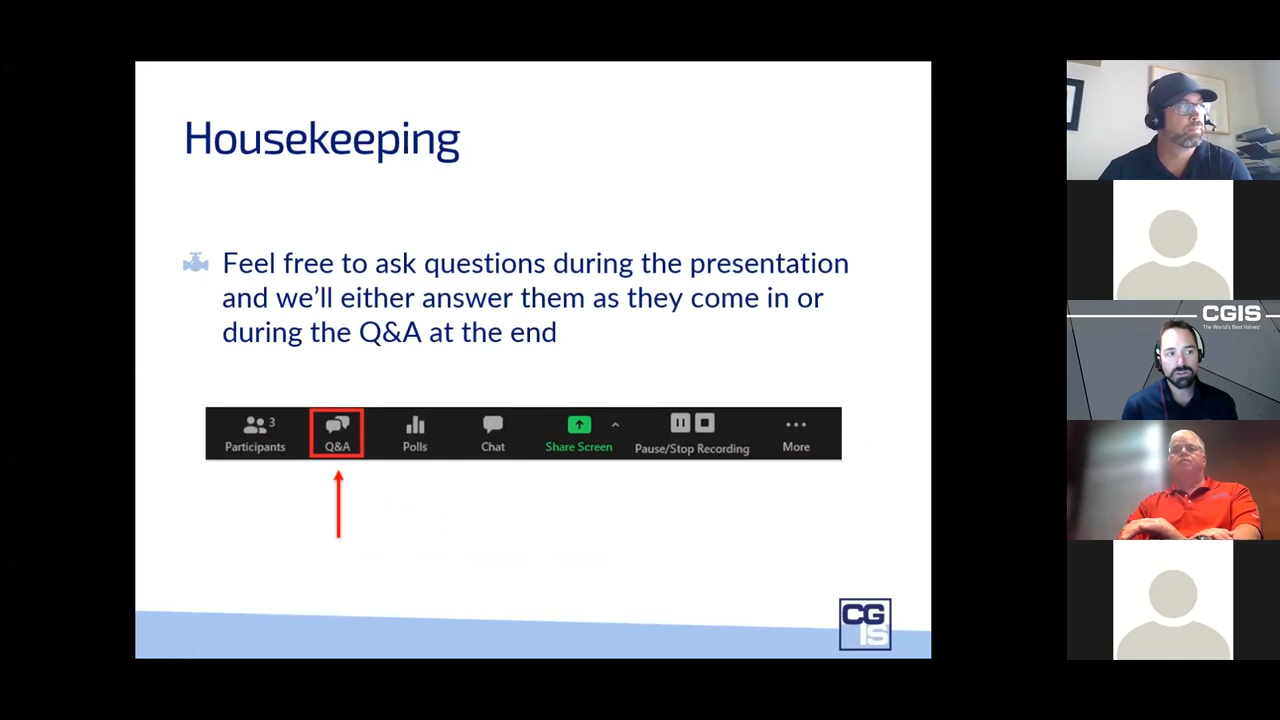 Housekeeping
Feel free to ask questions during the presentation
and we'll either answer them as they come in or
during the Q&A at the end
3
Participants
Q&A
Polls
Chat
Share Screen
Pause/Stop Recording
More
CG
IS
CGIS
The World's Best Valves